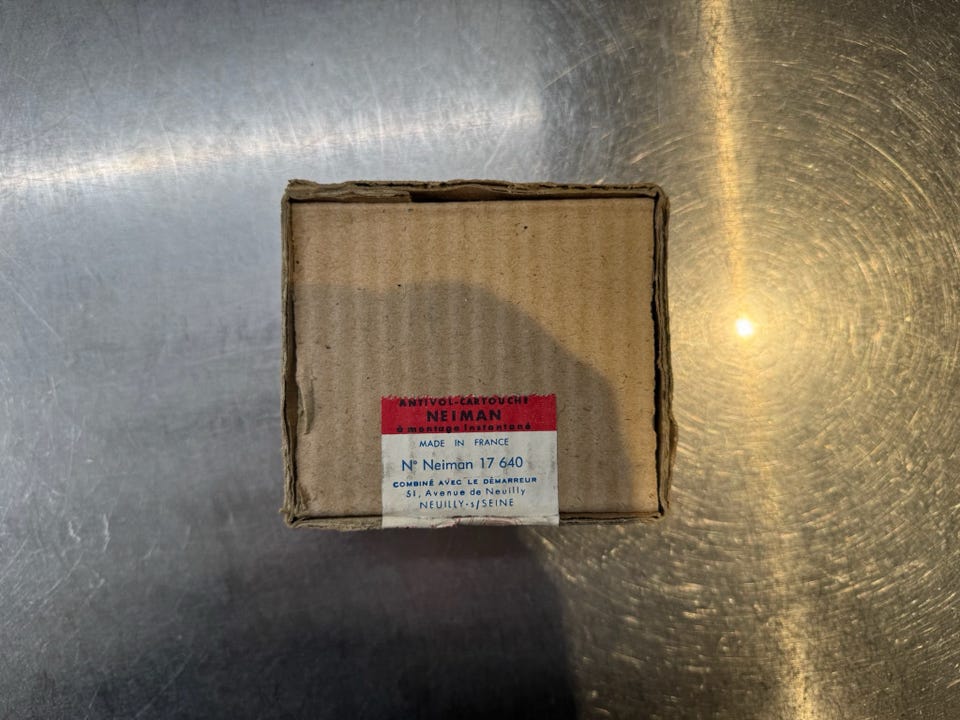 ANTIVOL-CARTOUCHE
NEIMAN
à montage instantané
MADE IN FRANCE
N° Neiman 17 640
COMBINÉ AVEC LE DÉMARREUR
51, Avenue de Neuilly
NEUILLY-s/SEINE